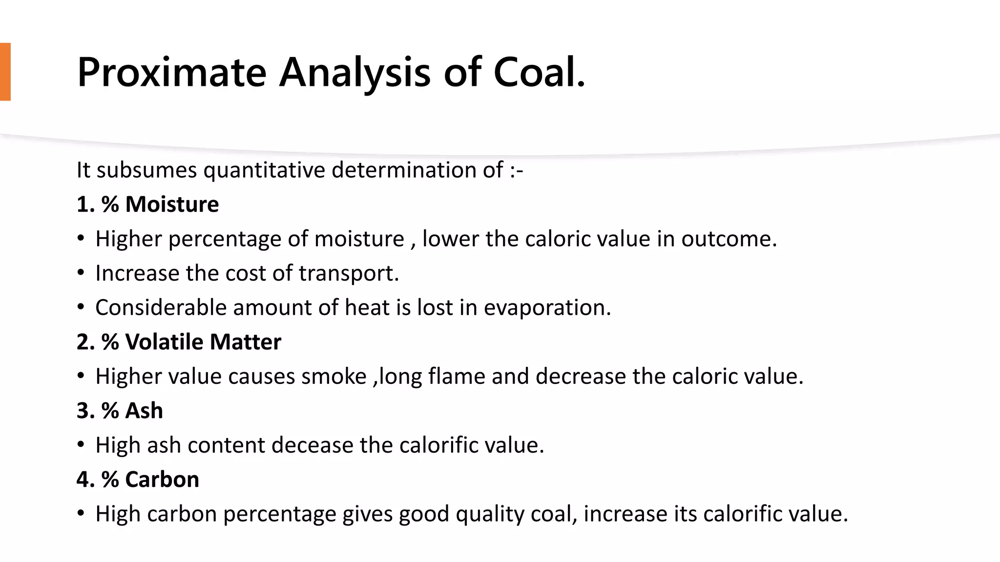 Proximate Analysis of Coal.
It subsumes quantitative determination of :-
1. % Moisture
• Higher percentage of moisture , lower the caloric value in outcome.
• Increase the cost of transport.
• Considerable amount of heat is lost in evaporation.
2. % Volatile Matter
• Higher value causes smoke ,long flame and decrease the caloric value.
3. % Ash
• High ash content decease the calorific value.
4. % Carbon
• High carbon percentage gives good quality coal, increase its calorific value.